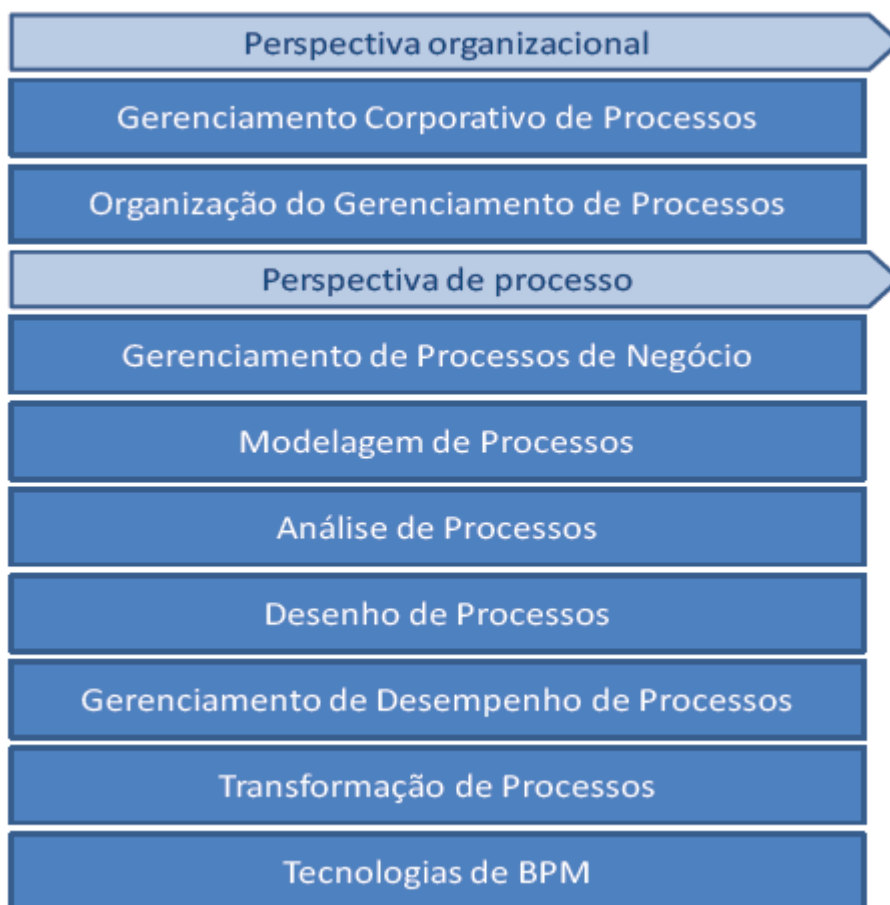 Perspectiva organizacional
Gerenciamento Corporativo de Processos
Organização do Gerenciamento de Processos
Perspectiva de processo
Gerenciamento de Processos de Negócio
Modelagem de Processos
Análise de Processos
Desenho de Processos
Gerenciamento de Desempenho de Processos
Transformação de Processos
Tecnologias de BPM